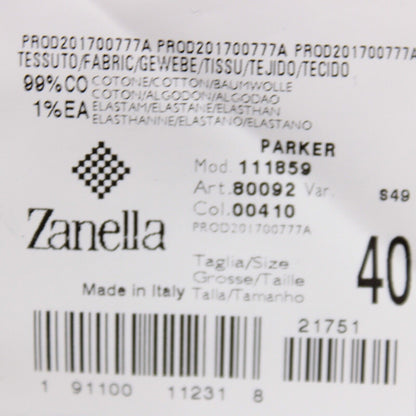 PROD201700777A PROD201700777A PROD201700777A
TESSUTO/FABRIC/GEWEBE/TISSU/TEJIDO/TECIDO
99%CO COTONE/COTTON/BAUMWOLLE
COTON/ALGODON/ALGODAO
1%EA ELASTAM/ELASTANE/ELASTHAN
ELASTHANNE/ELASTANO/ELASTANO
PARKER
Mod. 111859
Art. 80092 Var. S49
Col. 00410
PROD201700777A
Zanella
Taglia/Size
Grosse/Taille
Talla/Tamanho
40
Made in Italy
21751
1 91100 11231 8